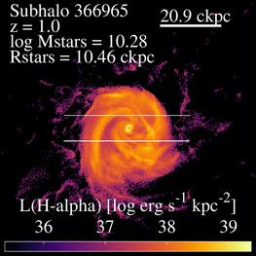 Subhalo 366965
z = 1.0
log Mstars = 10.28
Rstars = 10.46 ckpc
20.9 ckpc
L(H-alpha) [log erg s⁻¹ kpc⁻²]
36 37 38 39